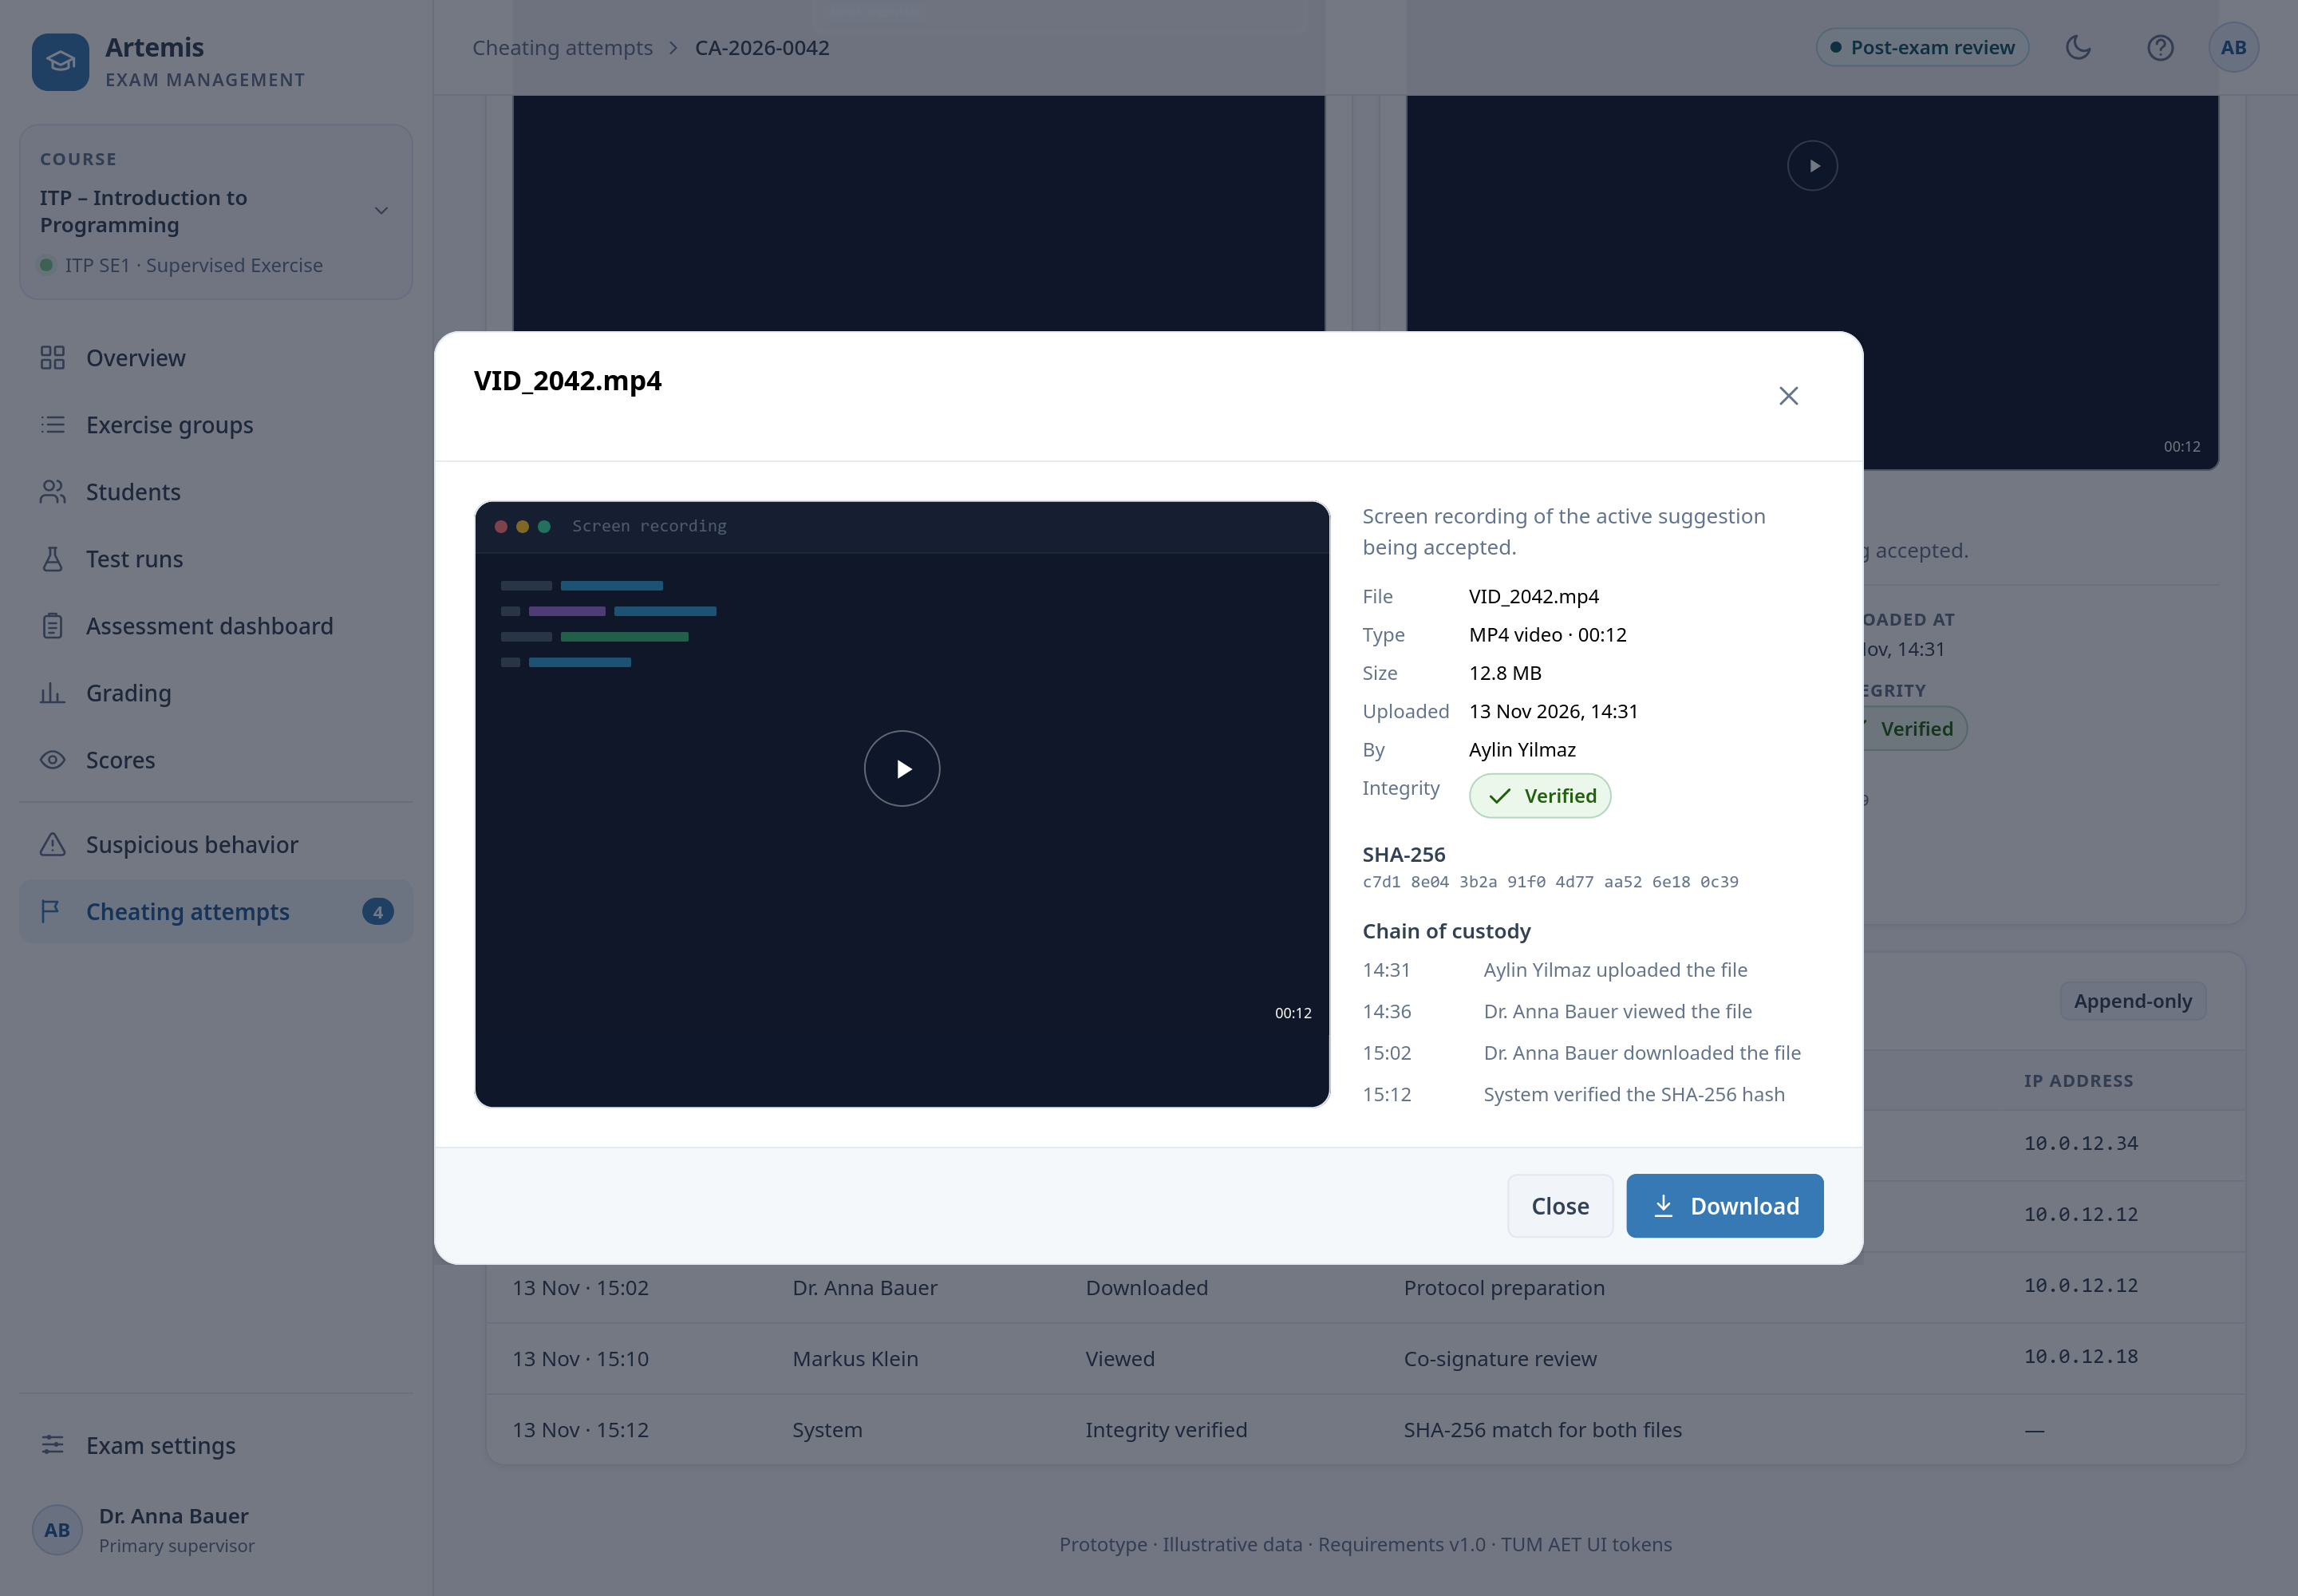 Artemis
EXAM MANAGEMENT
COURSE
ITP – Introduction to
Programming
ITP SE1 · Supervised Exercise
Overview
Exercise groups
Students
Test runs
Assessment dashboard
Grading
Scores
Suspicious behavior
Cheating attempts 4
Exam settings
AB
Dr. Anna Bauer
Primary supervisor
Cheating attempts > CA-2026-0042
Post-exam review
AB
00:12
VID_2042.mp4
Screen recording
00:12
Screen recording of the active suggestion
being accepted.
File VID_2042.mp4
Type MP4 video · 00:12
Size 12.8 MB
Uploaded 13 Nov 2026, 14:31
By Aylin Yilmaz
Integrity Verified
SHA-256
c7d1 8e04 3b2a 91f0 4d77 aa52 6e18 0c39
Chain of custody
14:31 Aylin Yilmaz uploaded the file
14:36 Dr. Anna Bauer viewed the file
15:02 Dr. Anna Bauer downloaded the file
15:12 System verified the SHA-256 hash
Close
Download
accepted.
AT
14:31
Verified
Append-only
IP ADDRESS
10.0.12.34
10.0.12.12
13 Nov · 15:02 Dr. Anna Bauer Downloaded Protocol preparation 10.0.12.12
13 Nov · 15:10 Markus Klein Viewed Co-signature review 10.0.12.18
13 Nov · 15:12 System Integrity verified SHA-256 match for both files —
Prototype · Illustrative data · Requirements v1.0 · TUM AET UI tokens